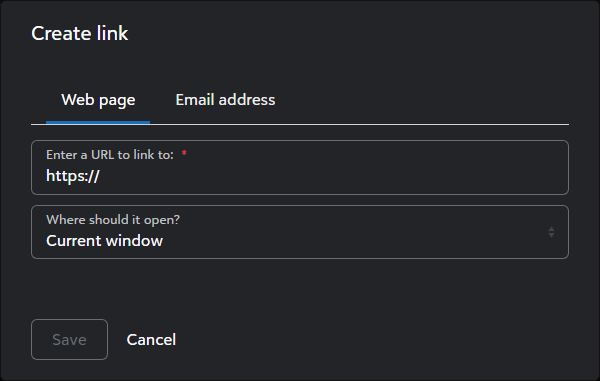 Create link
Web page Email address
Enter a URL to link to: *
https://
Where should it open?
Current window
Save Cancel